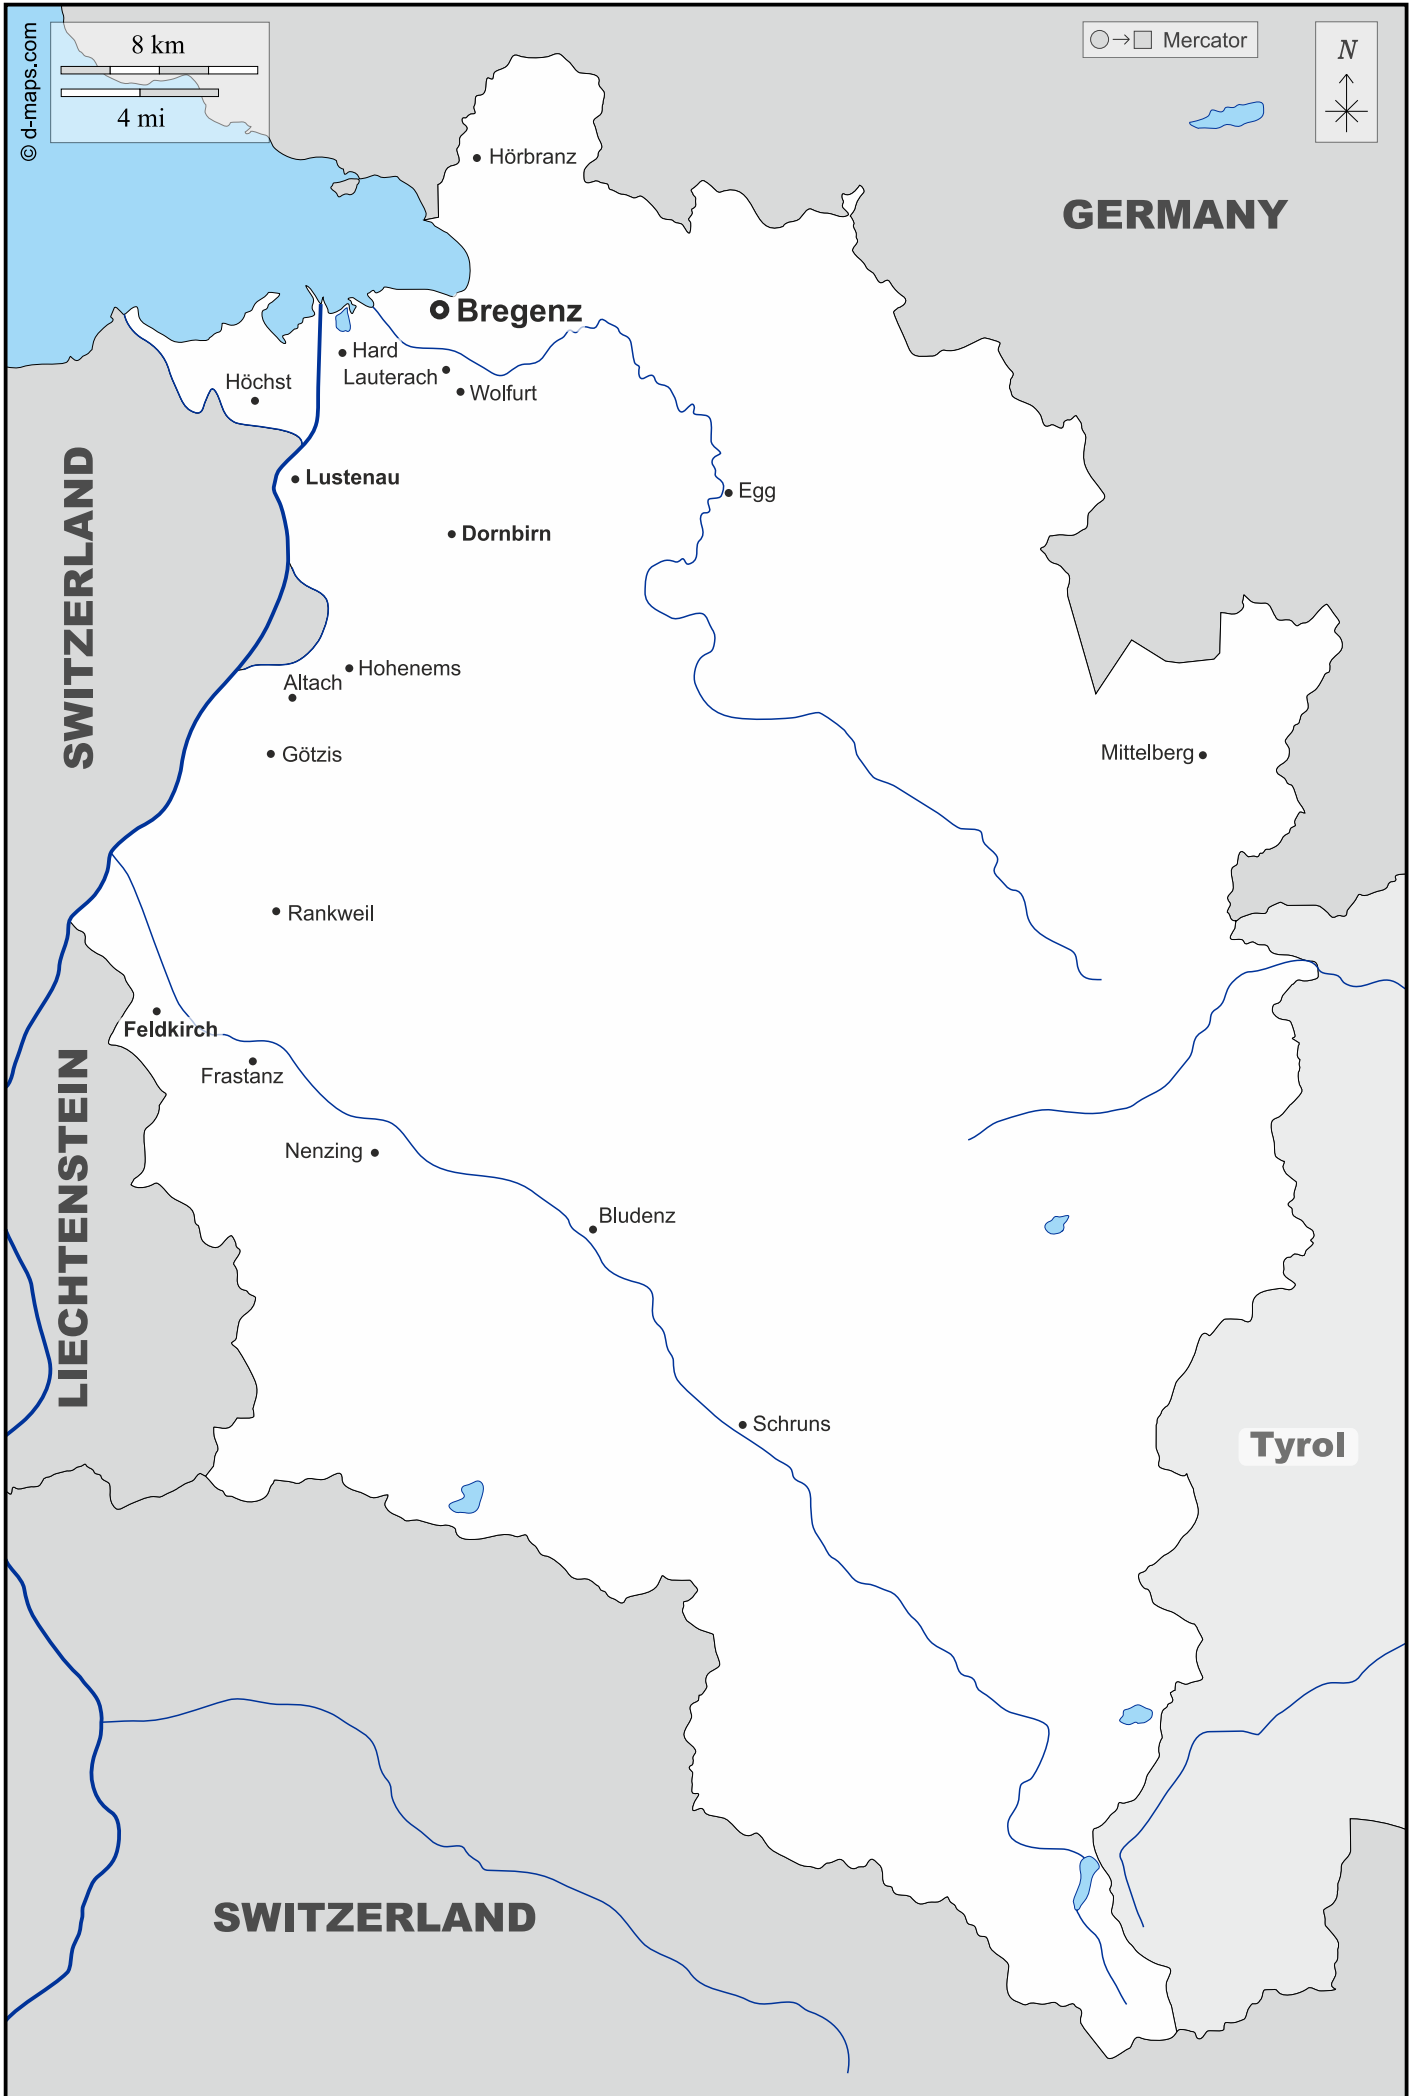 © d-maps.com
8 km
4 mi
Mercator
N
Hörbranz
GERMANY
Bregenz
Hard
Lauterach
Höchst
Wolfurt
Lustenau
Egg
Dornbirn
SWITZERLAND
Hohenems
Altach
Götzis
Mittelberg
Rankweil
Feldkirch
Frastanz
LIECHTENSTEIN
Nenzing
Bludenz
Schruns
Tyrol
SWITZERLAND